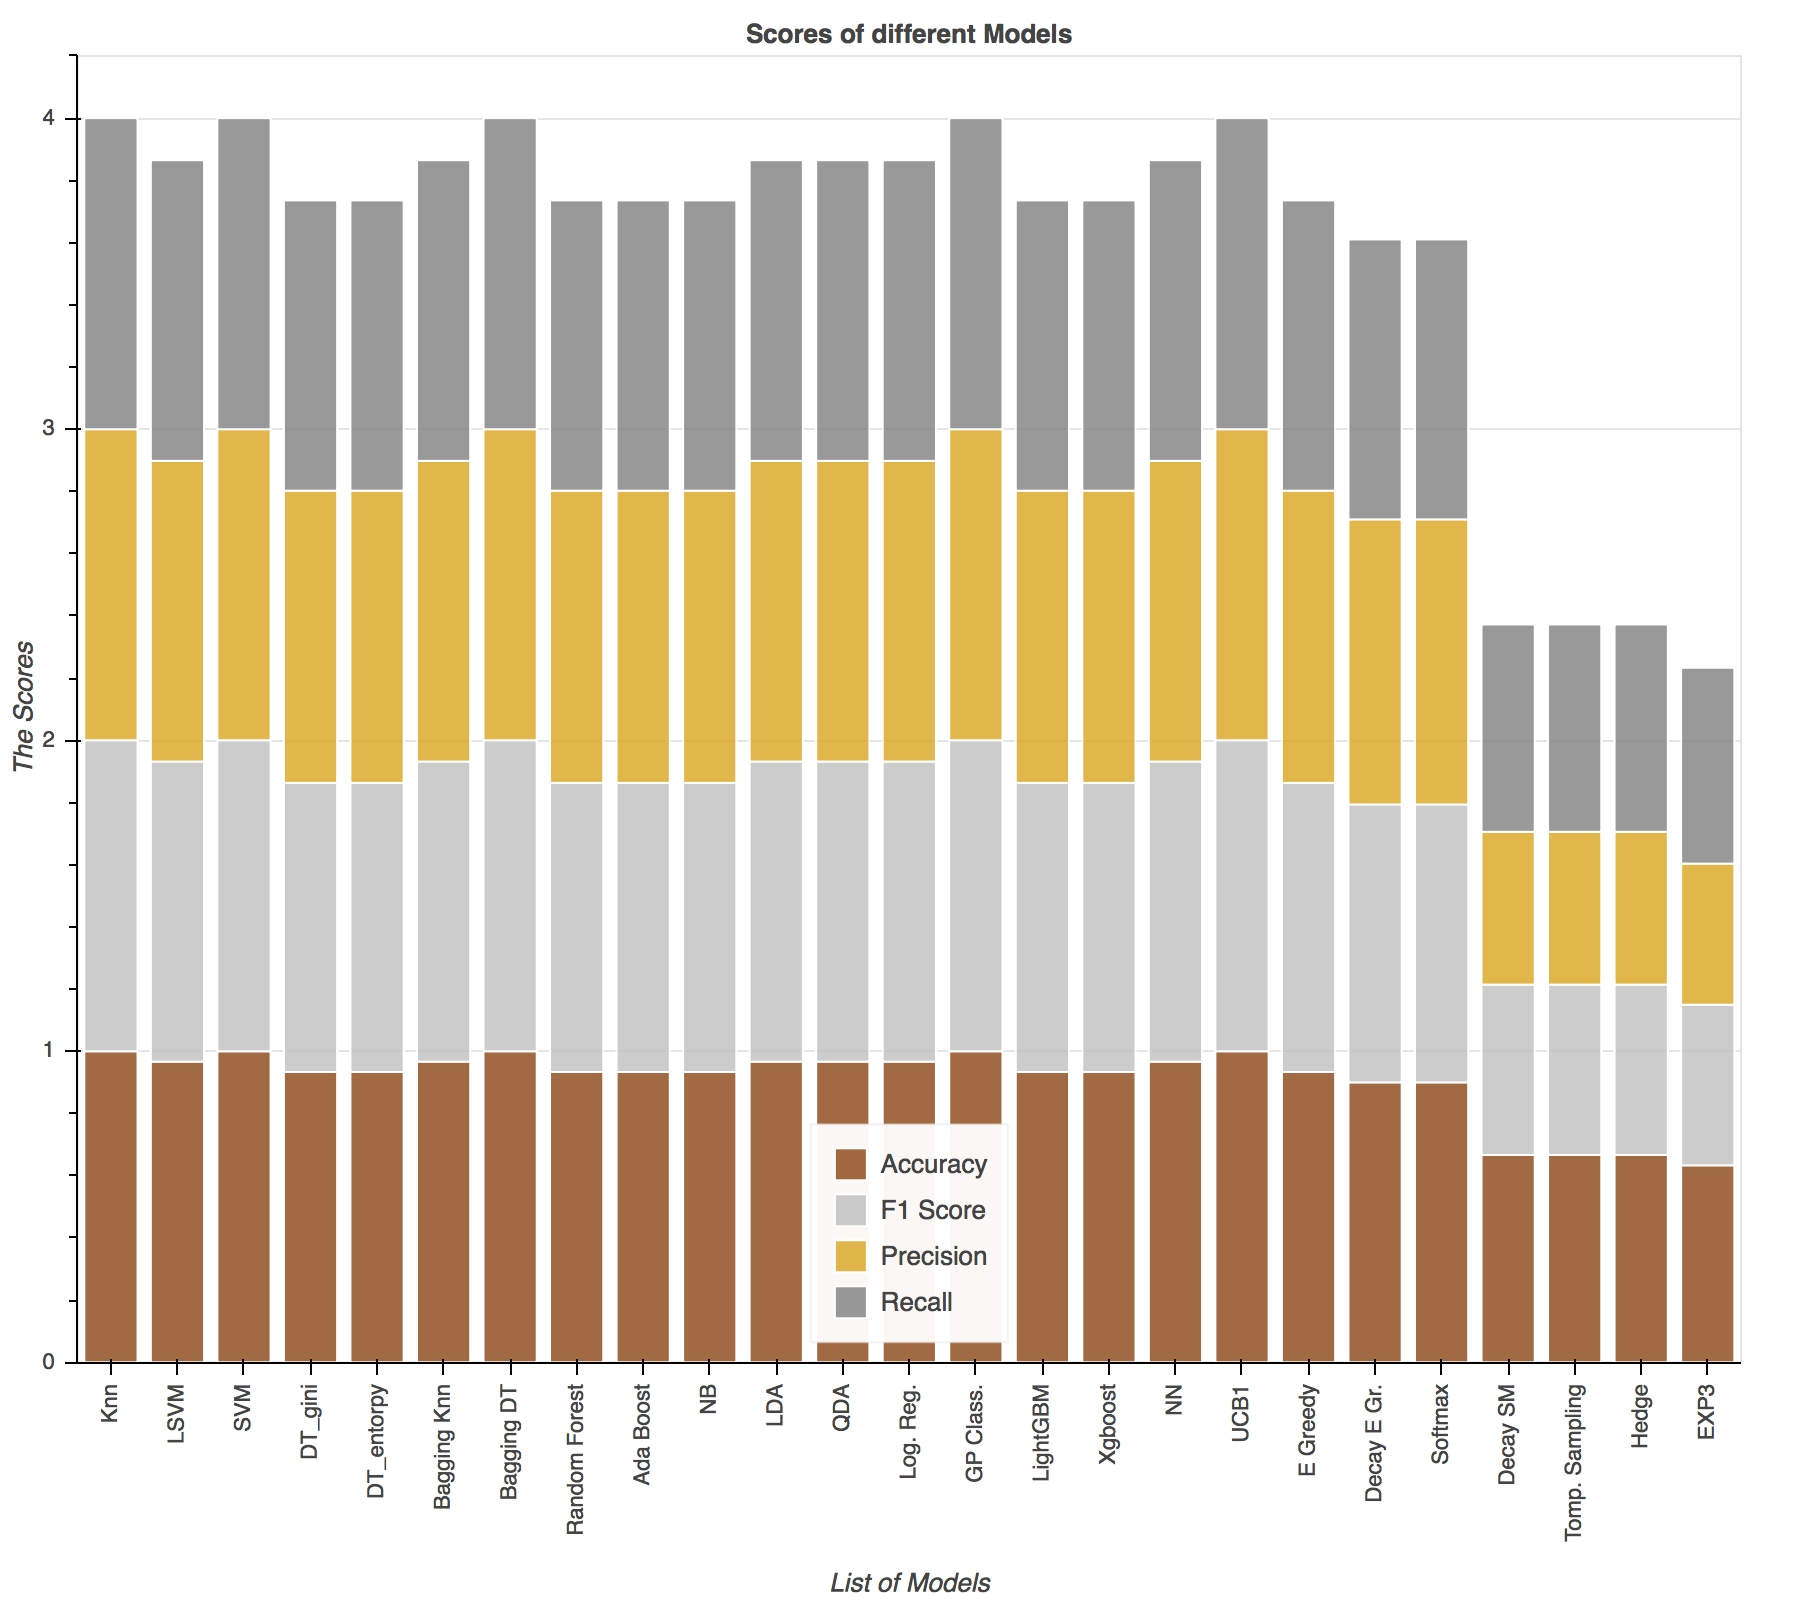 Scores of different Models
The Scores
4
3
2
1
0
Accuracy
F1 Score
Precision
Recall
Knn
LSVM
SVM
DT_gini
DT_entorpy
Bagging Knn
Bagging DT
Random Forest
Ada Boost
NB
LDA
QDA
Log. Reg.
GP Class.
LightGBM
Xgboost
NN
UCB1
E Greedy
Decay E Gr.
Softmax
Decay SM
Tomp. Sampling
Hedge
EXP3
List of Models